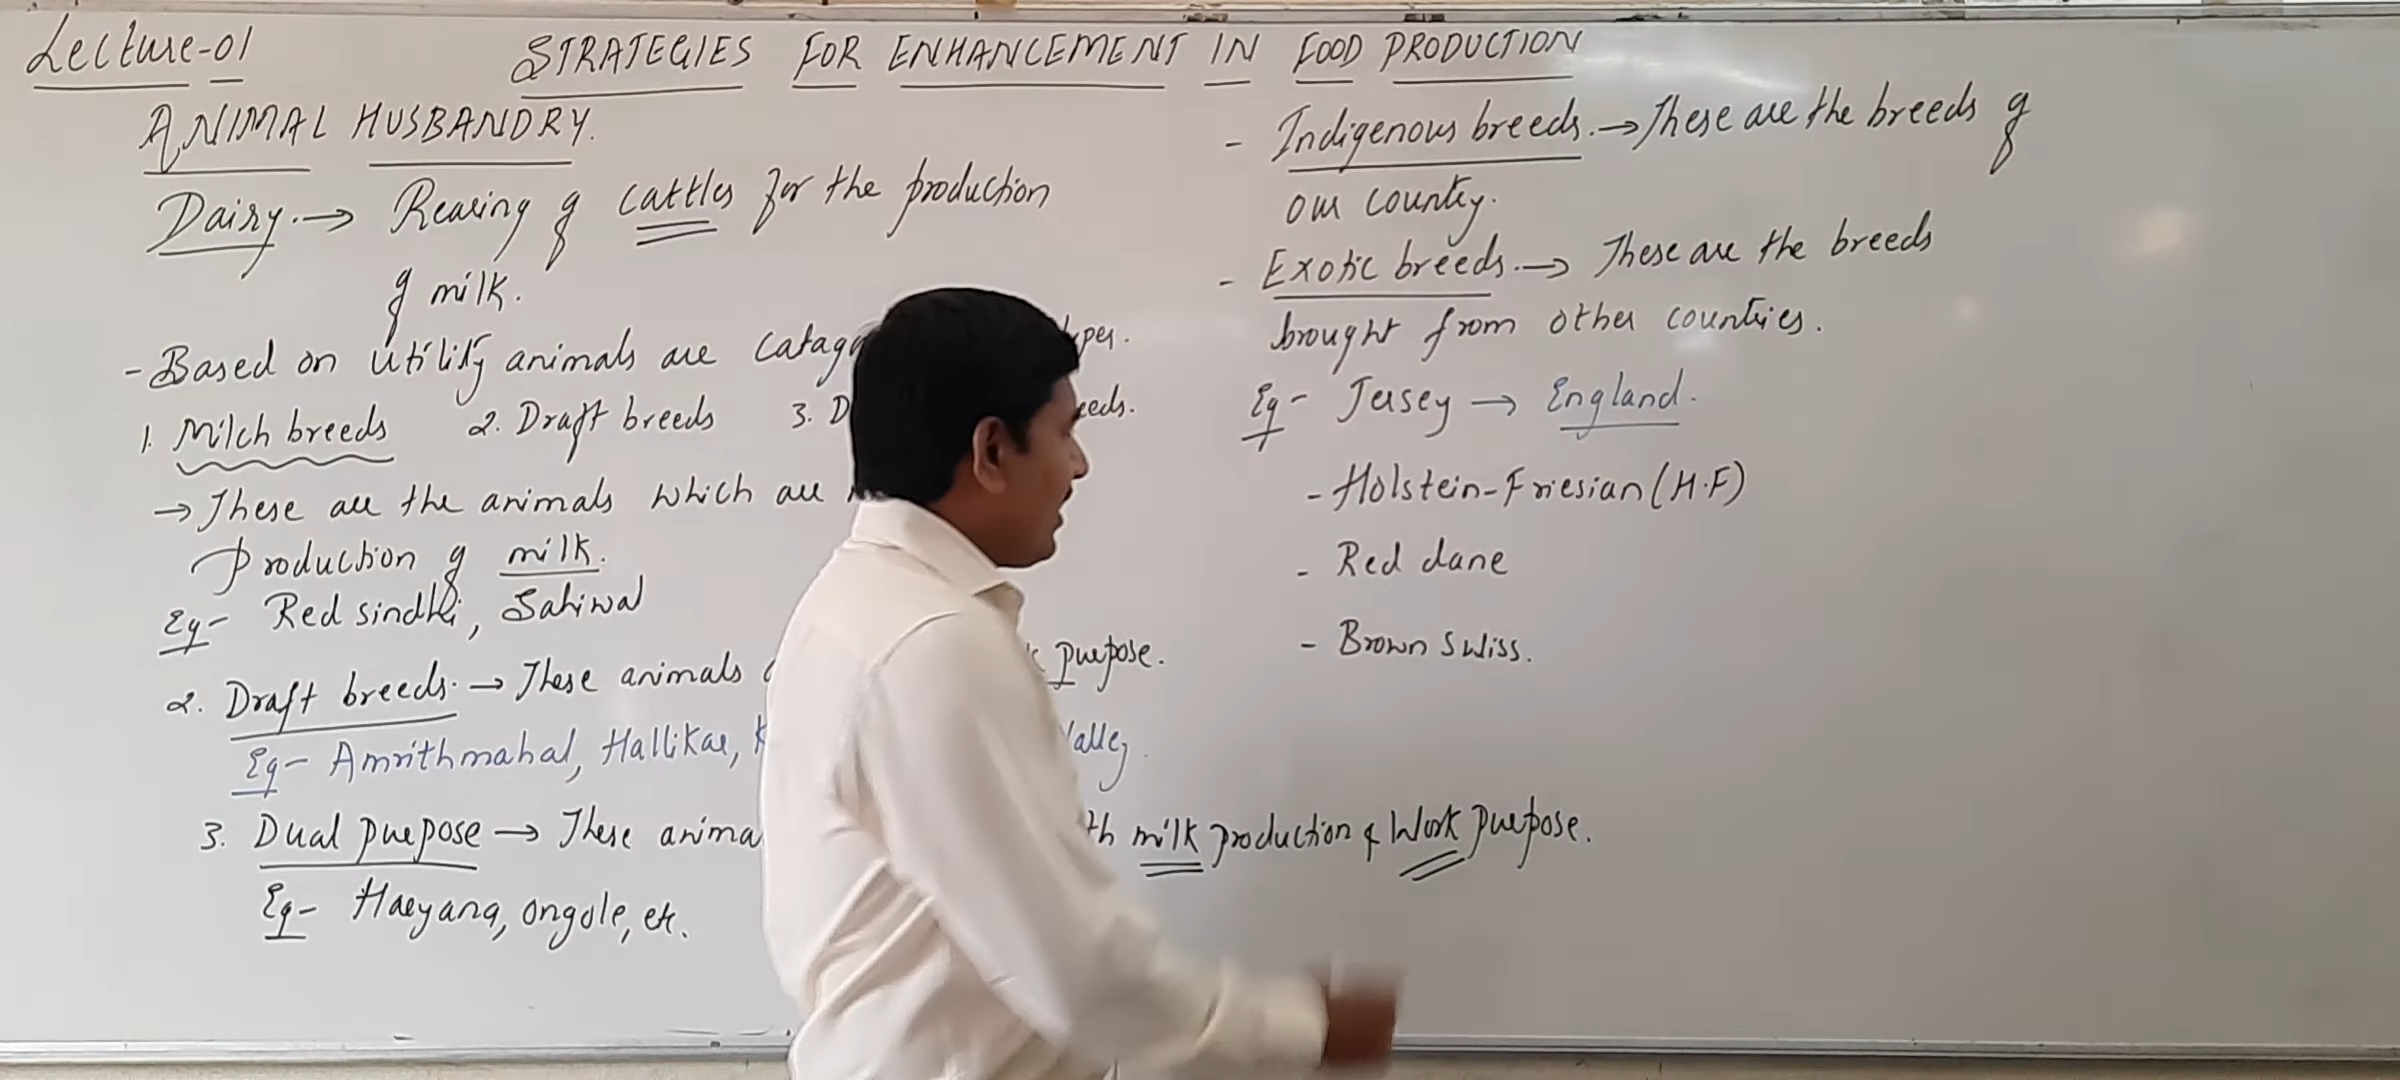 Lecture-01
STRATEGIES FOR ENHANCEMENT IN FOOD PRODUCTION
ANIMAL HUSBANDRY.
Dairy. → Rearing of cattles for the production
of milk.
- Based on utility animals are
1. Milch breeds 2. Draft breeds 3.
→ These are the animals which are
production of milk.
Eg- Red sindhi, Sahiwal
2. Draft breeds. → These animals purpose.
Eg- Amrithmahal, Hallikar,
3. Dual purpose → These milk production & Work purpose.
Eg- Haryana, ongole, etc.
- Indigenous breeds. → These are the breeds of
our country.
- Exotic breeds. → These are the breeds
brought from other countries.
Eg- Jersey → England.
- Holstein-Friesian (H.F)
- Red dane
- Brown swiss.